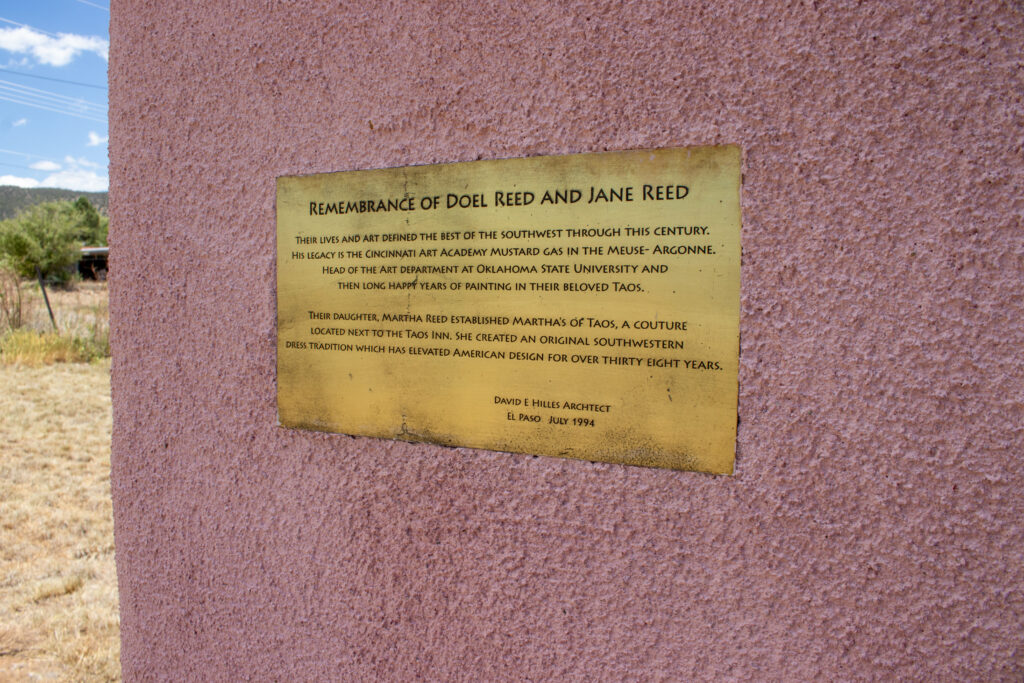 Remembrance of Doel Reed and Jane Reed
Their lives and art defined the best of the southwest through this century.
His legacy is the Cincinnati Art Academy Mustard gas in the Meuse- Argonne.
Head of the Art department at Oklahoma State University and
then long happy years of painting in their beloved Taos.
Their daughter, Martha Reed established Martha's of Taos, a couture
located next to the Taos Inn. She created an original southwestern
dress tradition which has elevated American design for over thirty eight years.
David E Hilles Archtect
El Paso July 1994